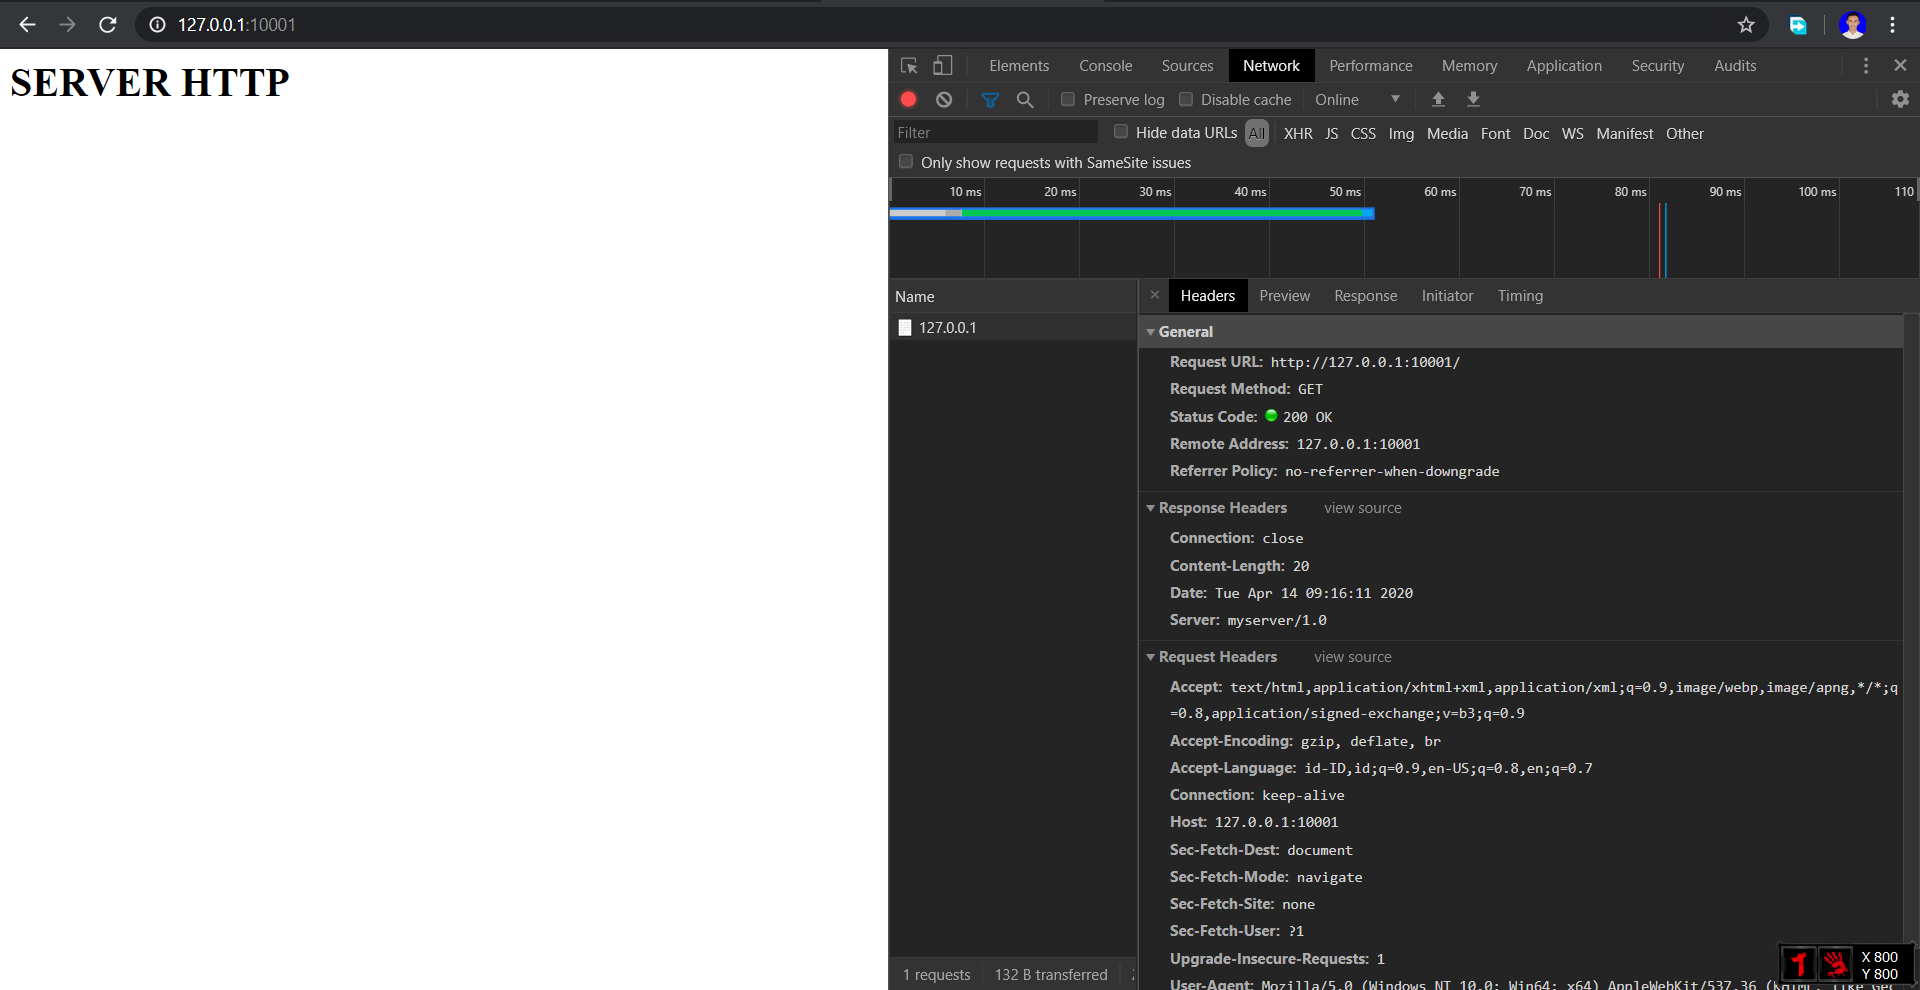 127.0.0.1:10001
SERVER HTTP
Elements Console Sources Network Performance Memory Application Security Audits
Preserve log Disable cache Online
Filter Hide data URLs All XHR JS CSS Img Media Font Doc WS Manifest Other
Only show requests with SameSite issues
10 ms 20 ms 30 ms 40 ms 50 ms 60 ms 70 ms 80 ms 90 ms 100 ms 110
Name
127.0.0.1
Headers Preview Response Initiator Timing
General
Request URL: http://127.0.0.1:10001/
Request Method: GET
Status Code: 200 OK
Remote Address: 127.0.0.1:10001
Referrer Policy: no-referrer-when-downgrade
Response Headers view source
Connection: close
Content-Length: 20
Date: Tue Apr 14 09:16:11 2020
Server: myserver/1.0
Request Headers view source
Accept: text/html,application/xhtml+xml,application/xml;q=0.9,image/webp,image/apng,*/*;q
=0.8,application/signed-exchange;v=b3;q=0.9
Accept-Encoding: gzip, deflate, br
Accept-Language: id-ID,id;q=0.9,en-US;q=0.8,en;q=0.7
Connection: keep-alive
Host: 127.0.0.1:10001
Sec-Fetch-Dest: document
Sec-Fetch-Mode: navigate
Sec-Fetch-Site: none
Sec-Fetch-User: ?1
Upgrade-Insecure-Requests: 1
User-Agent: Mozilla/5.0 (Windows NT 10.0; Win64; x64) AppleWebKit/537.36
1 requests 132 B transferred
1 X 800
Y 800